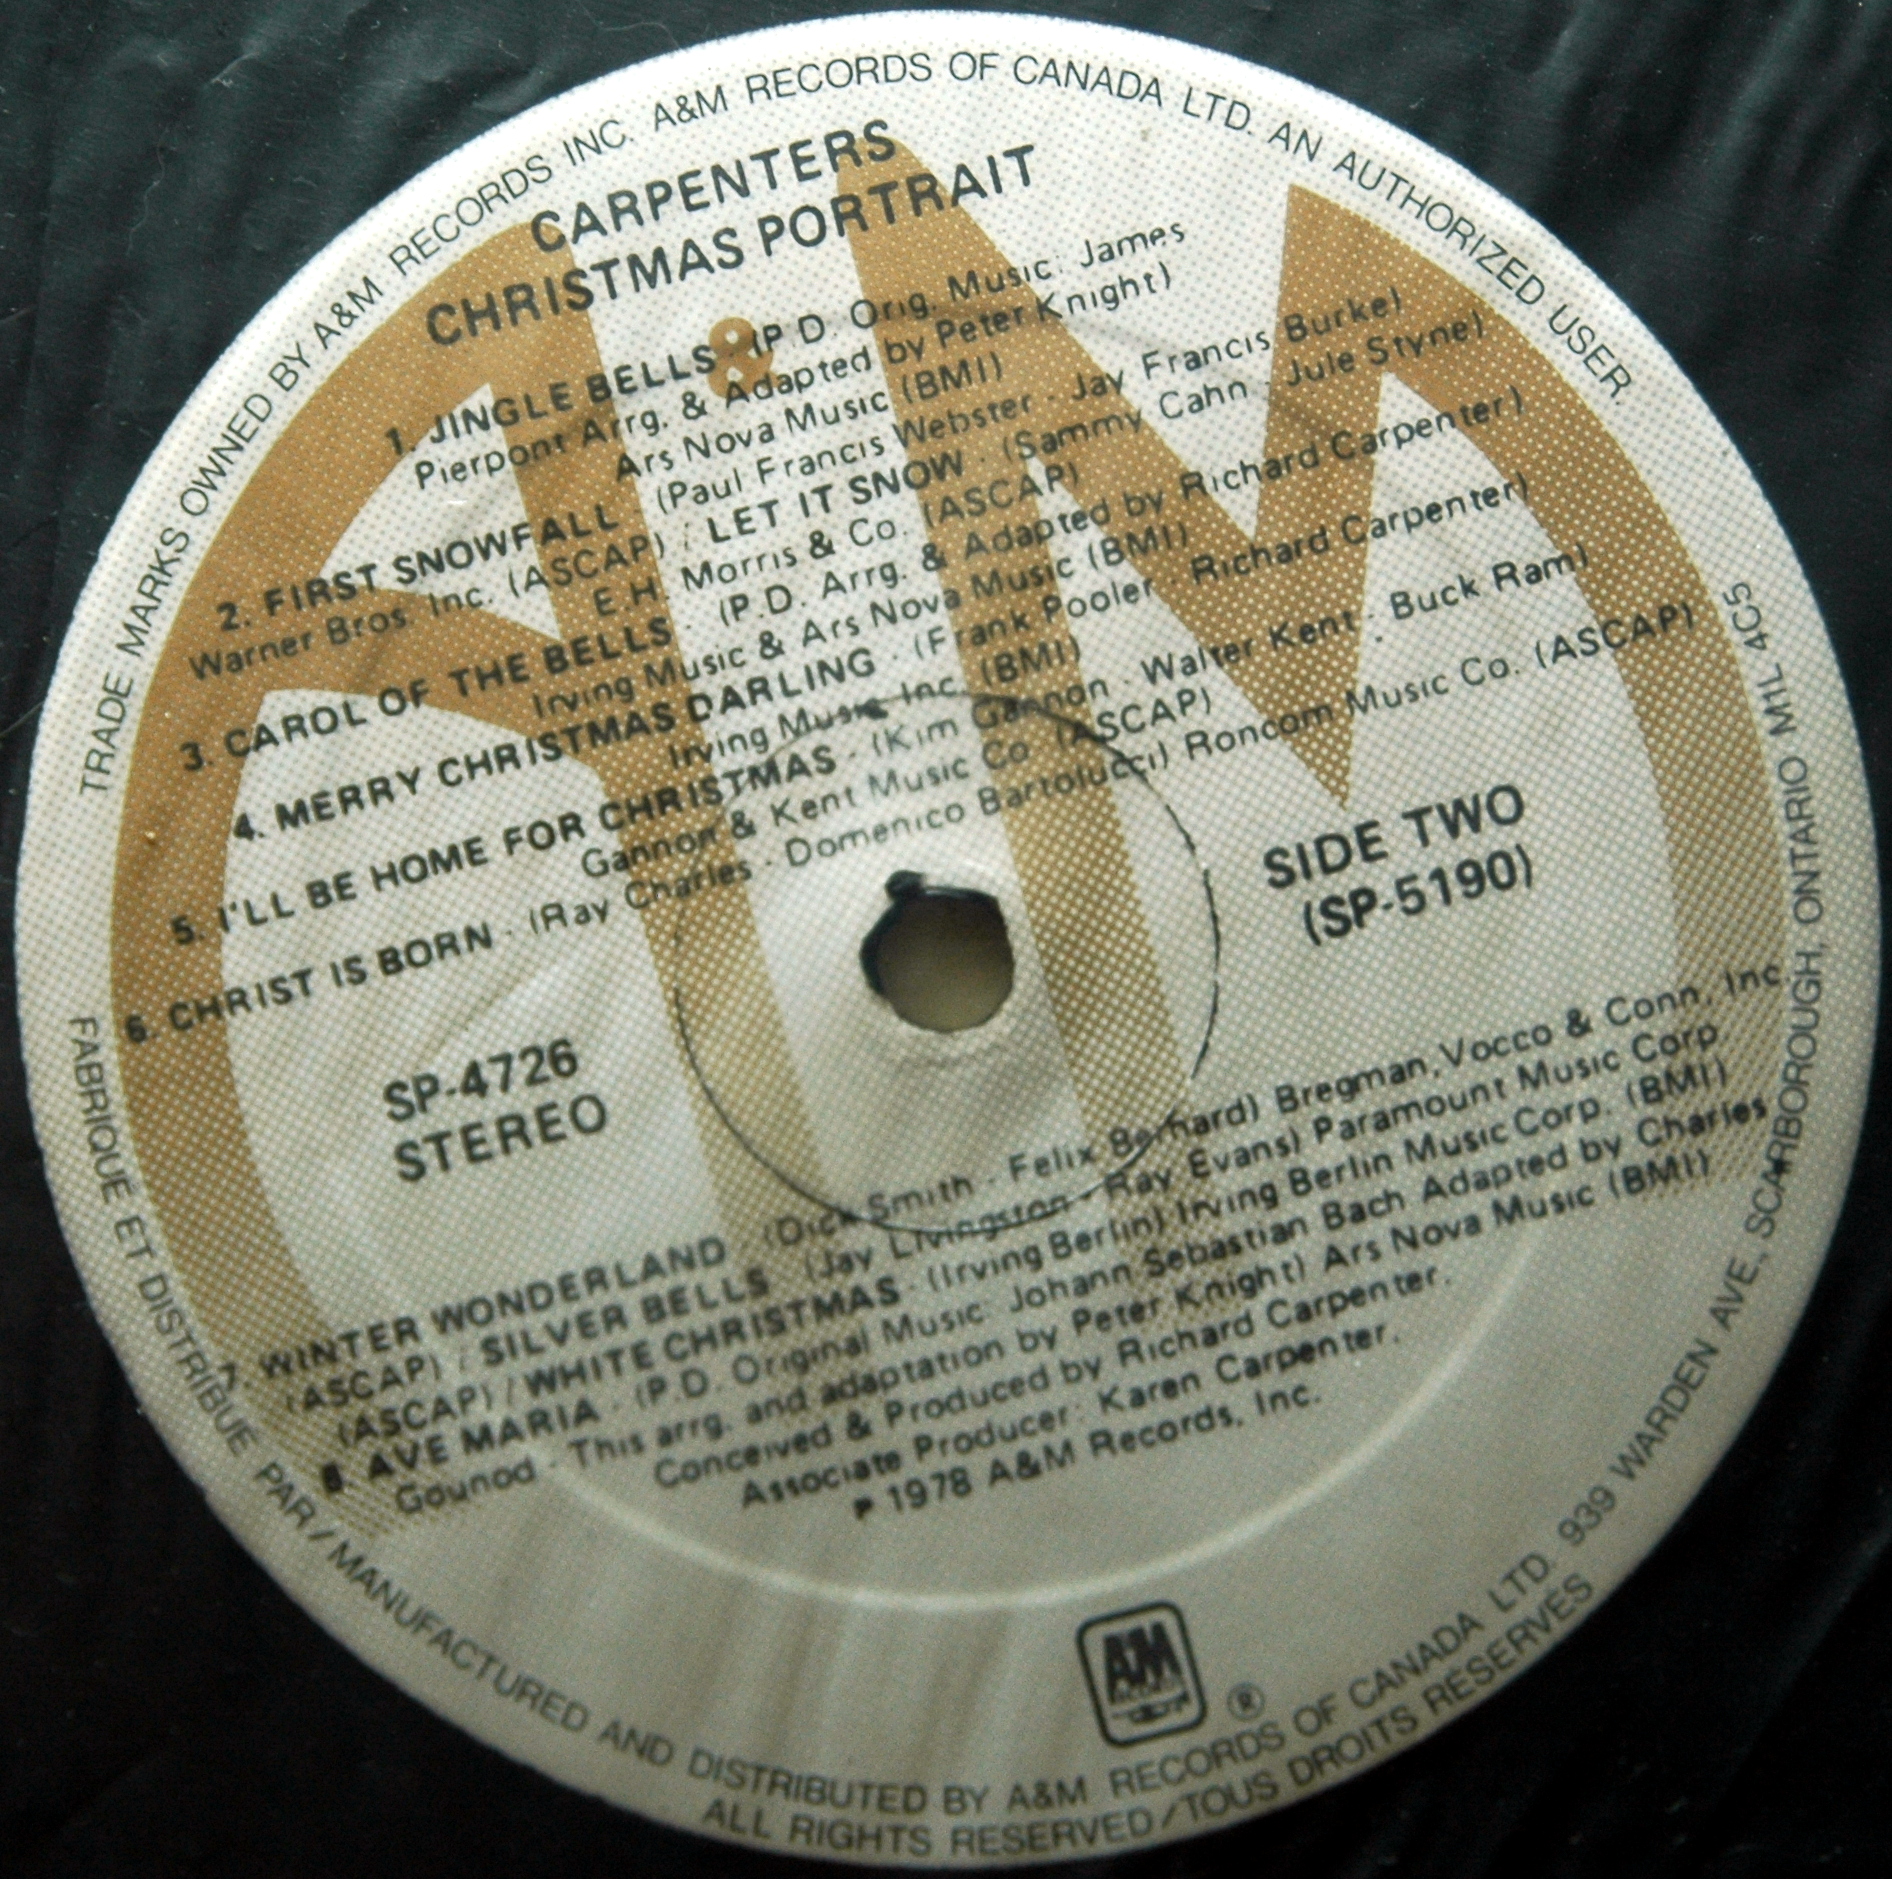 TRADE MARKS OWNED BY A&M RECORDS INC. A&M RECORDS OF CANADA LTD. AN AUTHORIZED USER.
CARPENTERS
CHRISTMAS PORTRAIT
1. JINGLE BELLS (P.D. Orig. Music: James
Pierpont Arrg. & Adapted by Peter Knight)
Ars Nova Music (BMI)
2. FIRST SNOWFALL (Paul Francis Webster · Jay Francis Burke)
Warner Bros. Inc. (ASCAP) / LET IT SNOW · (Sammy Cahn · Jule Styne)
E.H. Morris & Co. (ASCAP)
3. CAROL OF THE BELLS · (P.D. Arrg. & Adapted by Richard Carpenter)
Irving Music & Ars Nova Music (BMI)
4. MERRY CHRISTMAS DARLING · (Frank Pooler · Richard Carpenter)
Irving Music Inc. (BMI)
5. I'LL BE HOME FOR CHRISTMAS · (Kim Gannon · Walter Kent · Buck Ram)
Gannon & Kent Music Co. (ASCAP)
6. CHRIST IS BORN · (Ray Charles · Domenico Bartolucci) Roncom Music Co. (ASCAP)
SIDE TWO
(SP-5190)
SP-4726
STEREO
7. WINTER WONDERLAND (Dick Smith · Felix Bernard) Bregman, Vocco & Conn, Inc.
(ASCAP) / SILVER BELLS (Jay Livingston · Ray Evans) Paramount Music Corp.
(ASCAP) / WHITE CHRISTMAS · (Irving Berlin) Irving Berlin Music Corp. (BMI)
8. AVE MARIA · (P.D. Original Music: Johann Sebastian Bach Adapted by Charles
Gounod · This arrg. and adaptation by Peter Knight) Ars Nova Music (BMI)
Conceived & Produced by Richard Carpenter.
Associate Producer: Karen Carpenter.
℗ 1978 A&M Records, Inc.
A&M
RECORDS
®
FABRIQUE ET DISTRIBUE PAR / MANUFACTURED AND DISTRIBUTED BY A&M RECORDS OF CANADA LTD. 939 WARDEN AVE., SCARBOROUGH, ONTARIO M1L 4C5
ALL RIGHTS RESERVED / TOUS DROITS RESERVES